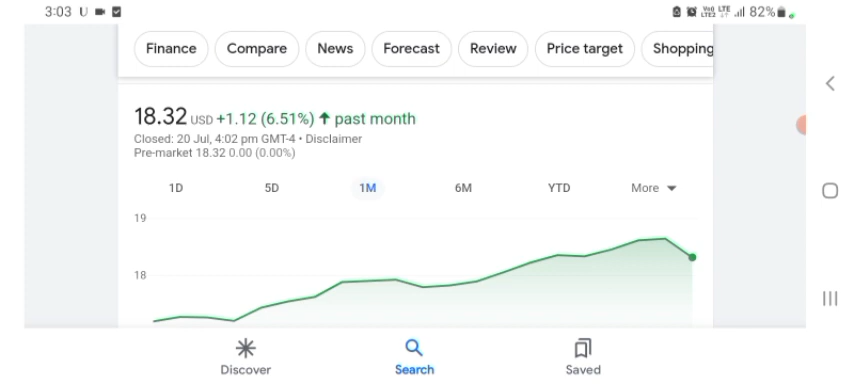 3:03 U 82%
Finance Compare News Forecast Review Price target Shopping
18.32 USD +1.12 (6.51%) ↑ past month
Closed: 20 Jul, 4:02 pm GMT-4 • Disclaimer
Pre-market 18.32 0.00 (0.00%)
1D 5D 1M 6M YTD More
19
18
Discover Search Saved